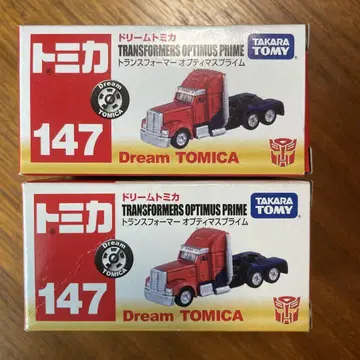 トミカ
ドリームトミカ
TRANSFORMERS OPTIMUS PRIME
トランスフォーマー オプティマスプライム
TAKARA
TOMY
Dream
TOMICA
147
Dream TOMICA
トミカ
ドリームトミカ
TRANSFORMERS OPTIMUS PRIME
トランスフォーマー オプティマスプライム
TAKARA
TOMY
Dream
TOMICA
147
Dream TOMICA